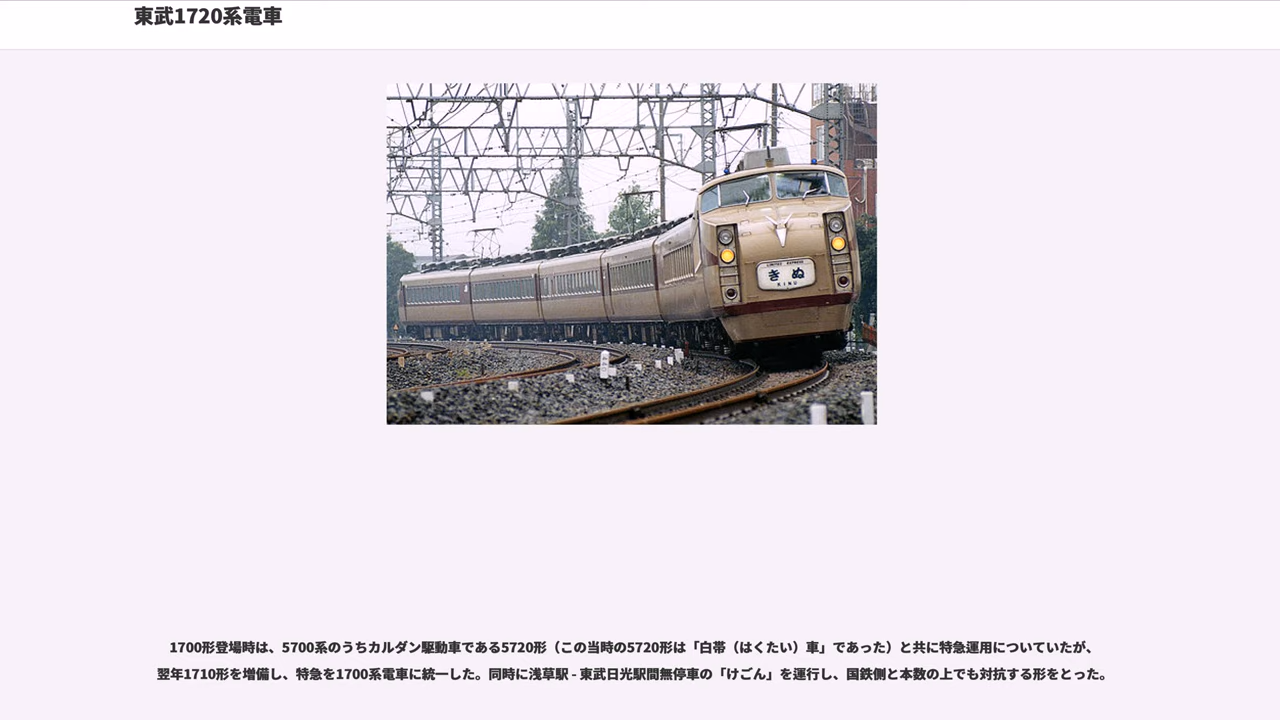 東武1720系電車
LIMITED EXPRESS
きぬ
KINU
1700形登場時は、5700系のうちカルダン駆動車である5720形（この当時の5720形は「白帯（はくたい）車」であった）と共に特急運用についていたが、
翌年1710形を増備し、特急を1700系電車に統一した。同時に浅草駅 - 東武日光駅間無停車の「けごん」を運行し、国鉄側と本数の上でも対抗する形をとった。